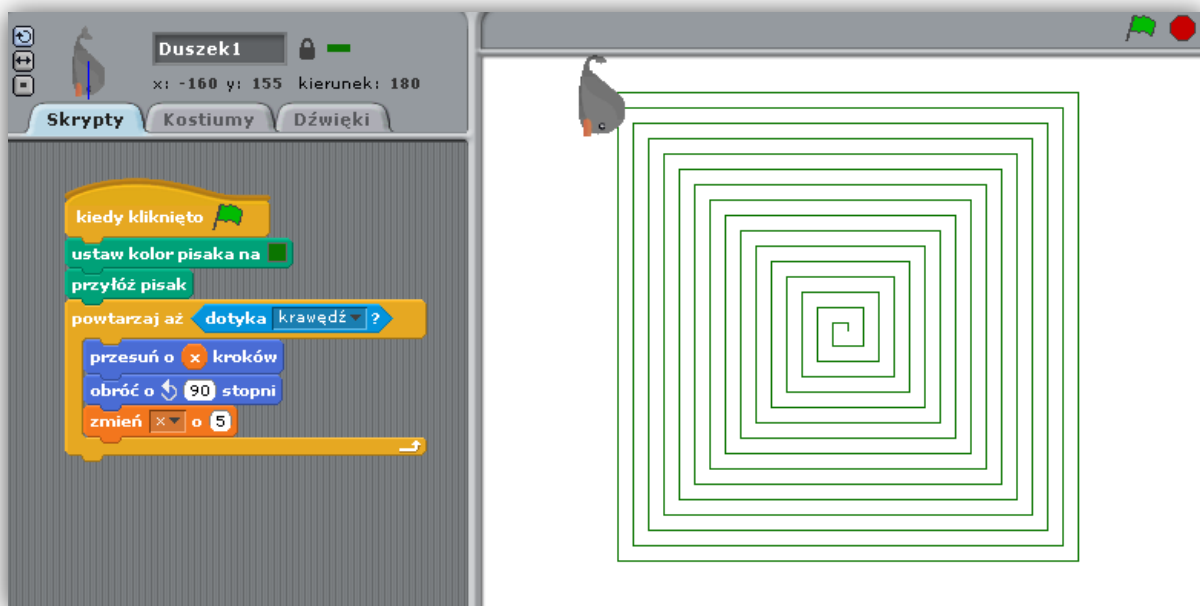 Duszek1
x: -160 y: 155 kierunek: 180
Skrypty Kostiumy Dźwięki
kiedy kliknięto
ustaw kolor pisaka na
przyłóż pisak
powtarzaj aż dotyka krawędź ?
przesuń o x kroków
obróć o 90 stopni
zmień x o 5